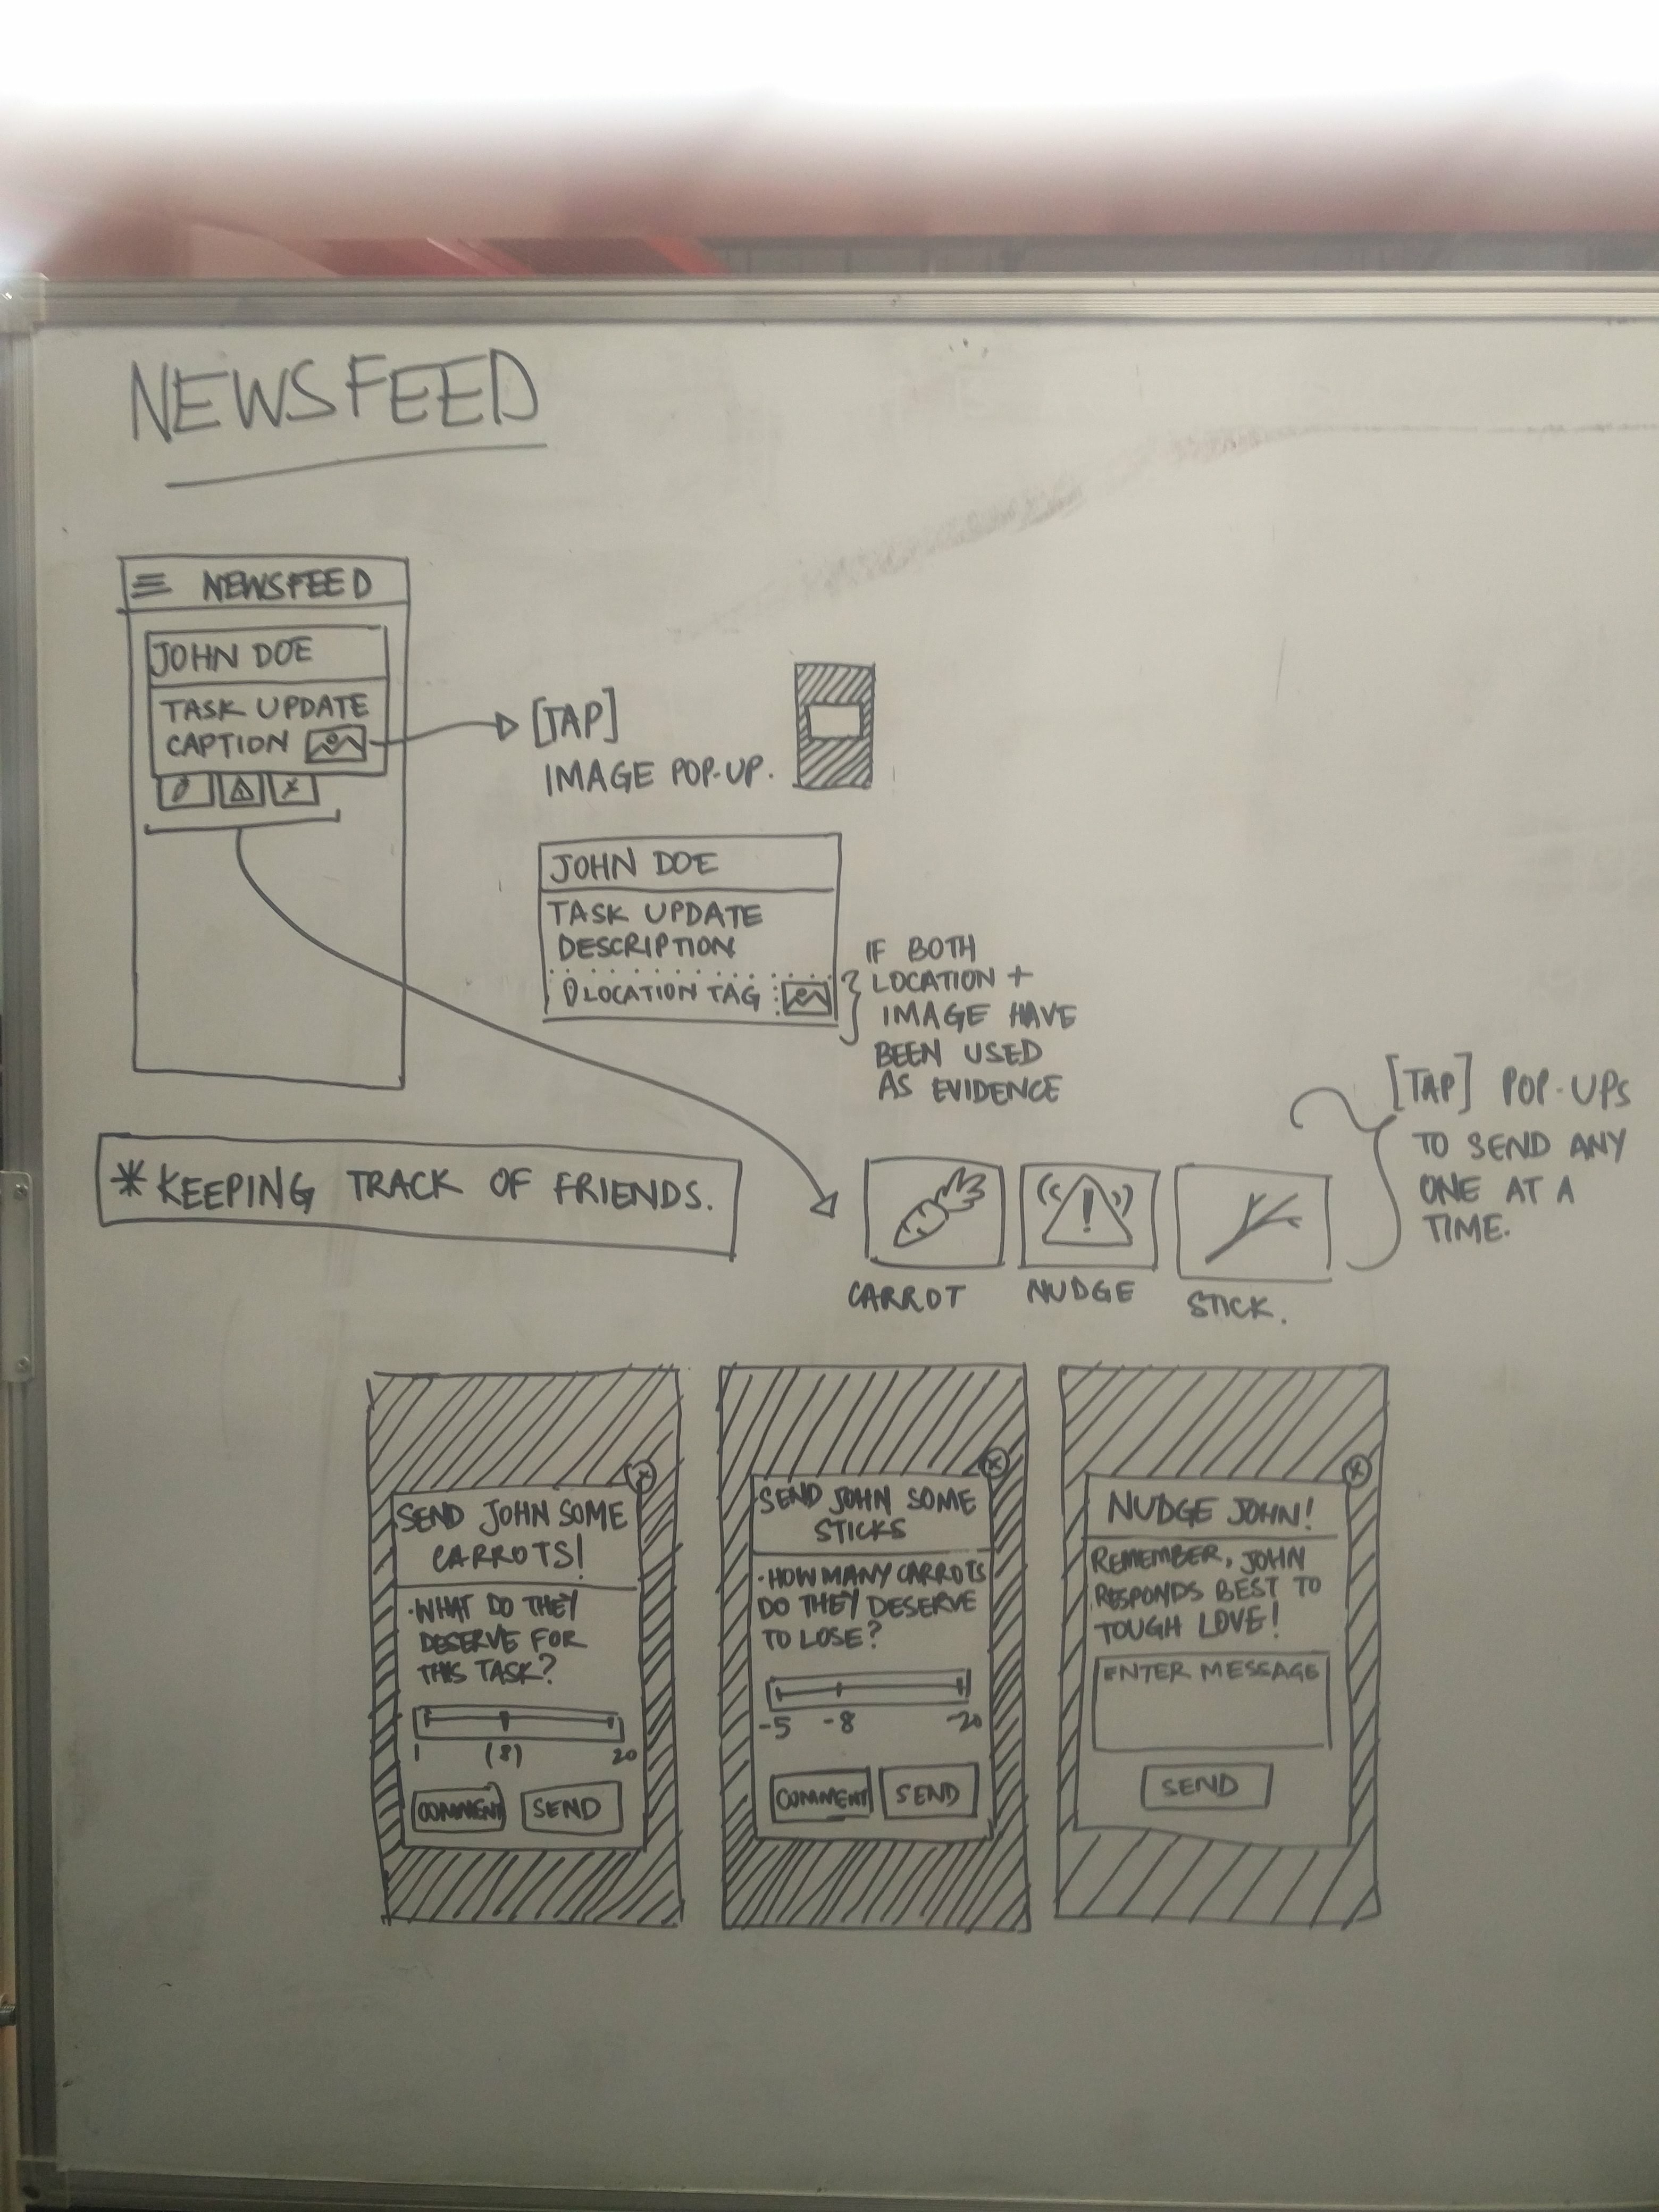 NEWSFEED
NEWSFEED
JOHN DOE
TASK UPDATE
CAPTION
[TAP]
IMAGE POP-UP.
JOHN DOE
TASK UPDATE
DESCRIPTION
LOCATION TAG
IF BOTH
LOCATION +
IMAGE HAVE
BEEN USED
AS EVIDENCE
*KEEPING TRACK OF FRIENDS.
[TAP] POP-UPS
TO SEND ANY
ONE AT A
TIME.
CARROT
NUDGE
STICK.
SEND JOHN SOME
CARROTS!
·WHAT DO THEY
DESERVE FOR
THIS TASK?
1 (8) 20
COMMENT SEND
SEND JOHN SOME
STICKS
·HOW MANY CARROTS
DO THEY DESERVE
TO LOSE?
-5 -8 -20
COMMENT SEND
NUDGE JOHN!
REMEMBER, JOHN
RESPONDS BEST TO
TOUGH LOVE!
ENTER MESSAGE
SEND